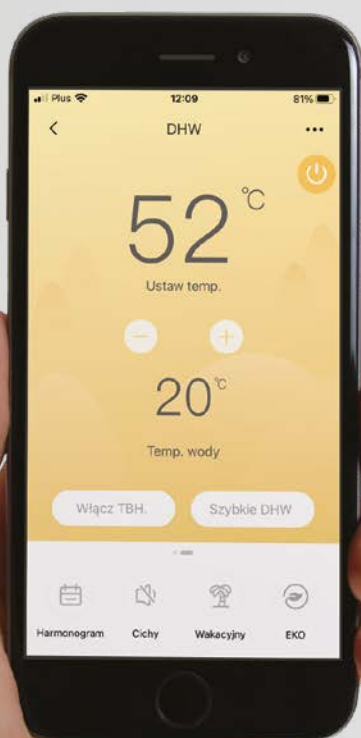 Plus 12:09 81%
DHW
52 °C
Ustaw temp.
20 °C
Temp. wody
Włącz TBH. Szybkie DHW
Harmonogram Cichy Wakacyjny EKO